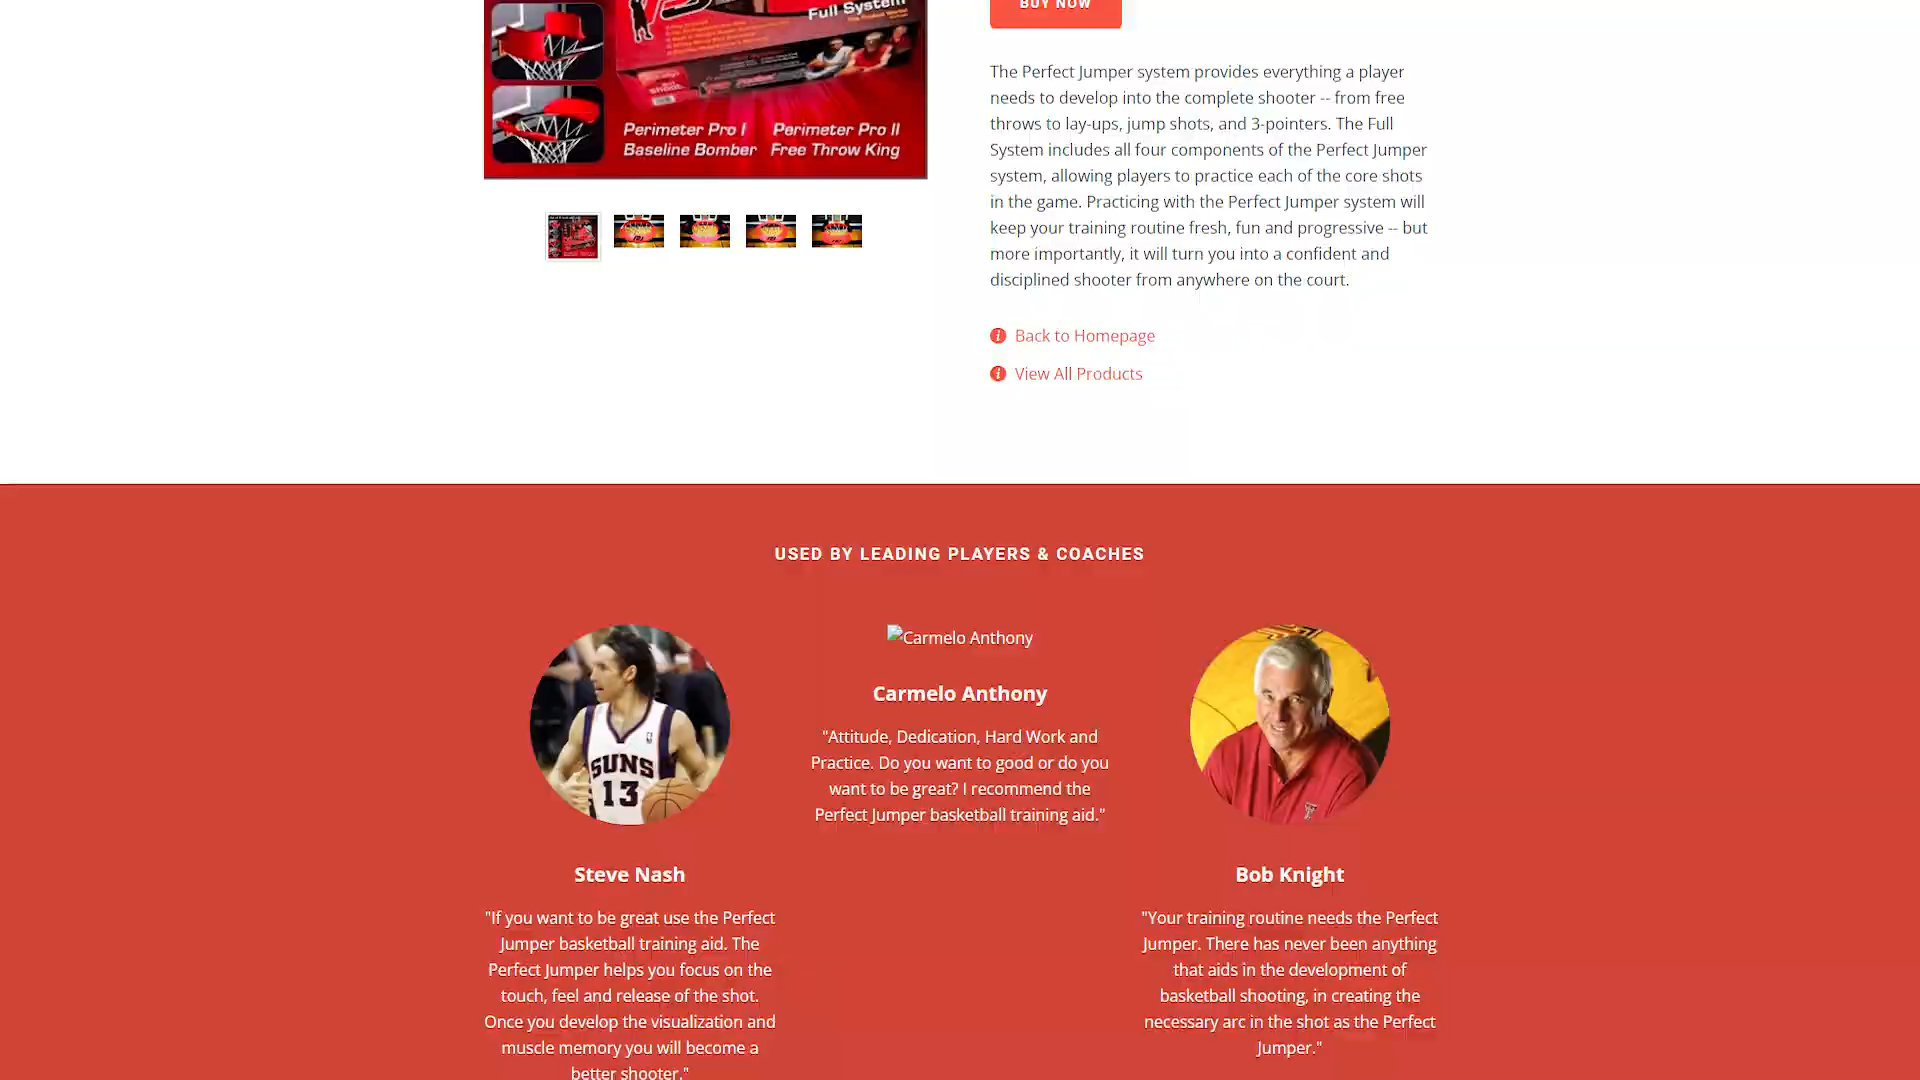 Full System
Perimeter Pro I Perimeter Pro II
Baseline Bomber Free Throw King
BUY NOW
The Perfect Jumper system provides everything a player
needs to develop into the complete shooter -- from free
throws to lay-ups, jump shots, and 3-pointers. The Full
System includes all four components of the Perfect Jumper
system, allowing players to practice each of the core shots
in the game. Practicing with the Perfect Jumper system will
keep your training routine fresh, fun and progressive -- but
more importantly, it will turn you into a confident and
disciplined shooter from anywhere on the court.
Back to Homepage
View All Products
USED BY LEADING PLAYERS & COACHES
SUNS
13
Steve Nash
"If you want to be great use the Perfect
Jumper basketball training aid. The
Perfect Jumper helps you focus on the
touch, feel and release of the shot.
Once you develop the visualization and
muscle memory you will become a
better shooter."
Carmelo Anthony
Carmelo Anthony
"Attitude, Dedication, Hard Work and
Practice. Do you want to good or do you
want to be great? I recommend the
Perfect Jumper basketball training aid."
Bob Knight
"Your training routine needs the Perfect
Jumper. There has never been anything
that aids in the development of
basketball shooting, in creating the
necessary arc in the shot as the Perfect
Jumper."